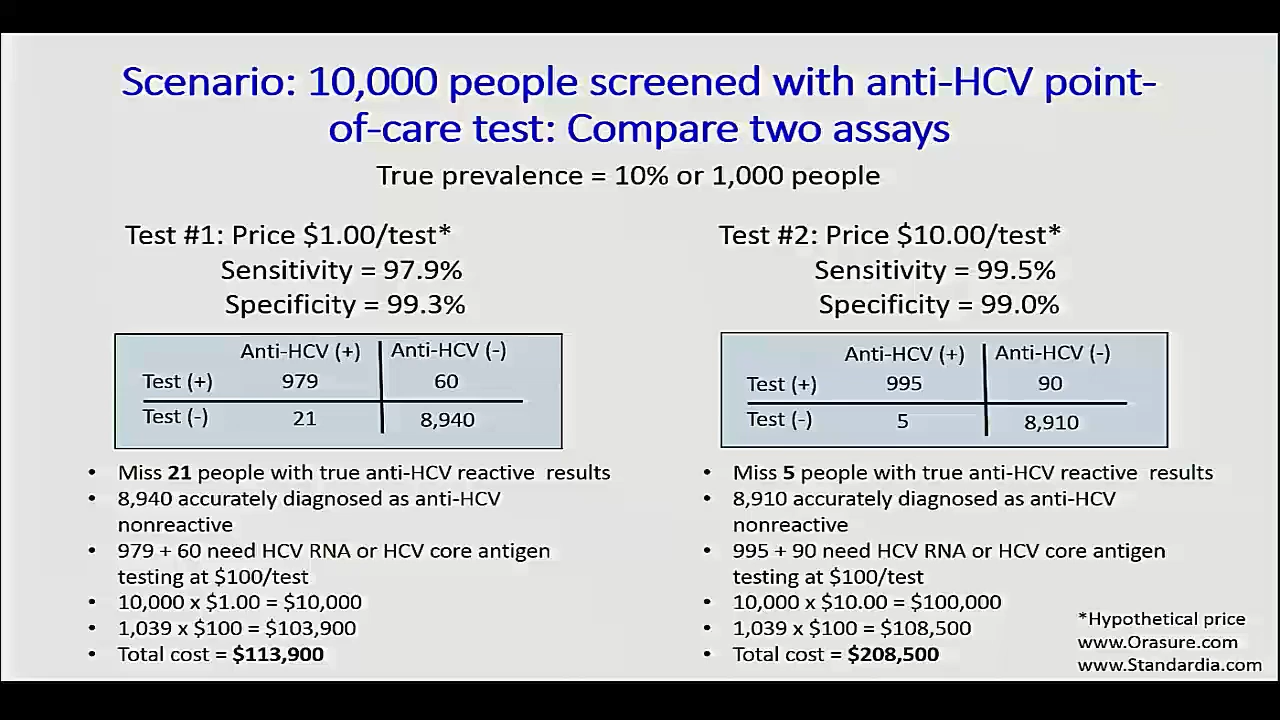 Scenario: 10,000 people screened with anti-HCV point-
of-care test: Compare two assays
True prevalence = 10% or 1,000 people
Test #1: Price $1.00/test*
Sensitivity = 97.9%
Specificity = 99.3%
Anti-HCV (+) Anti-HCV (-)
Test (+) 979 60
Test (-) 21 8,940
• Miss 21 people with true anti-HCV reactive results
• 8,940 accurately diagnosed as anti-HCV
nonreactive
• 979 + 60 need HCV RNA or HCV core antigen
testing at $100/test
• 10,000 x $1.00 = $10,000
• 1,039 x $100 = $103,900
• Total cost = $113,900
Test #2: Price $10.00/test*
Sensitivity = 99.5%
Specificity = 99.0%
Anti-HCV (+) Anti-HCV (-)
Test (+) 995 90
Test (-) 5 8,910
• Miss 5 people with true anti-HCV reactive results
• 8,910 accurately diagnosed as anti-HCV
nonreactive
• 995 + 90 need HCV RNA or HCV core antigen
testing at $100/test
• 10,000 x $10.00 = $100,000
• 1,039 x $100 = $108,500
• Total cost = $208,500
*Hypothetical price
www.Orasure.com
www.Standardia.com